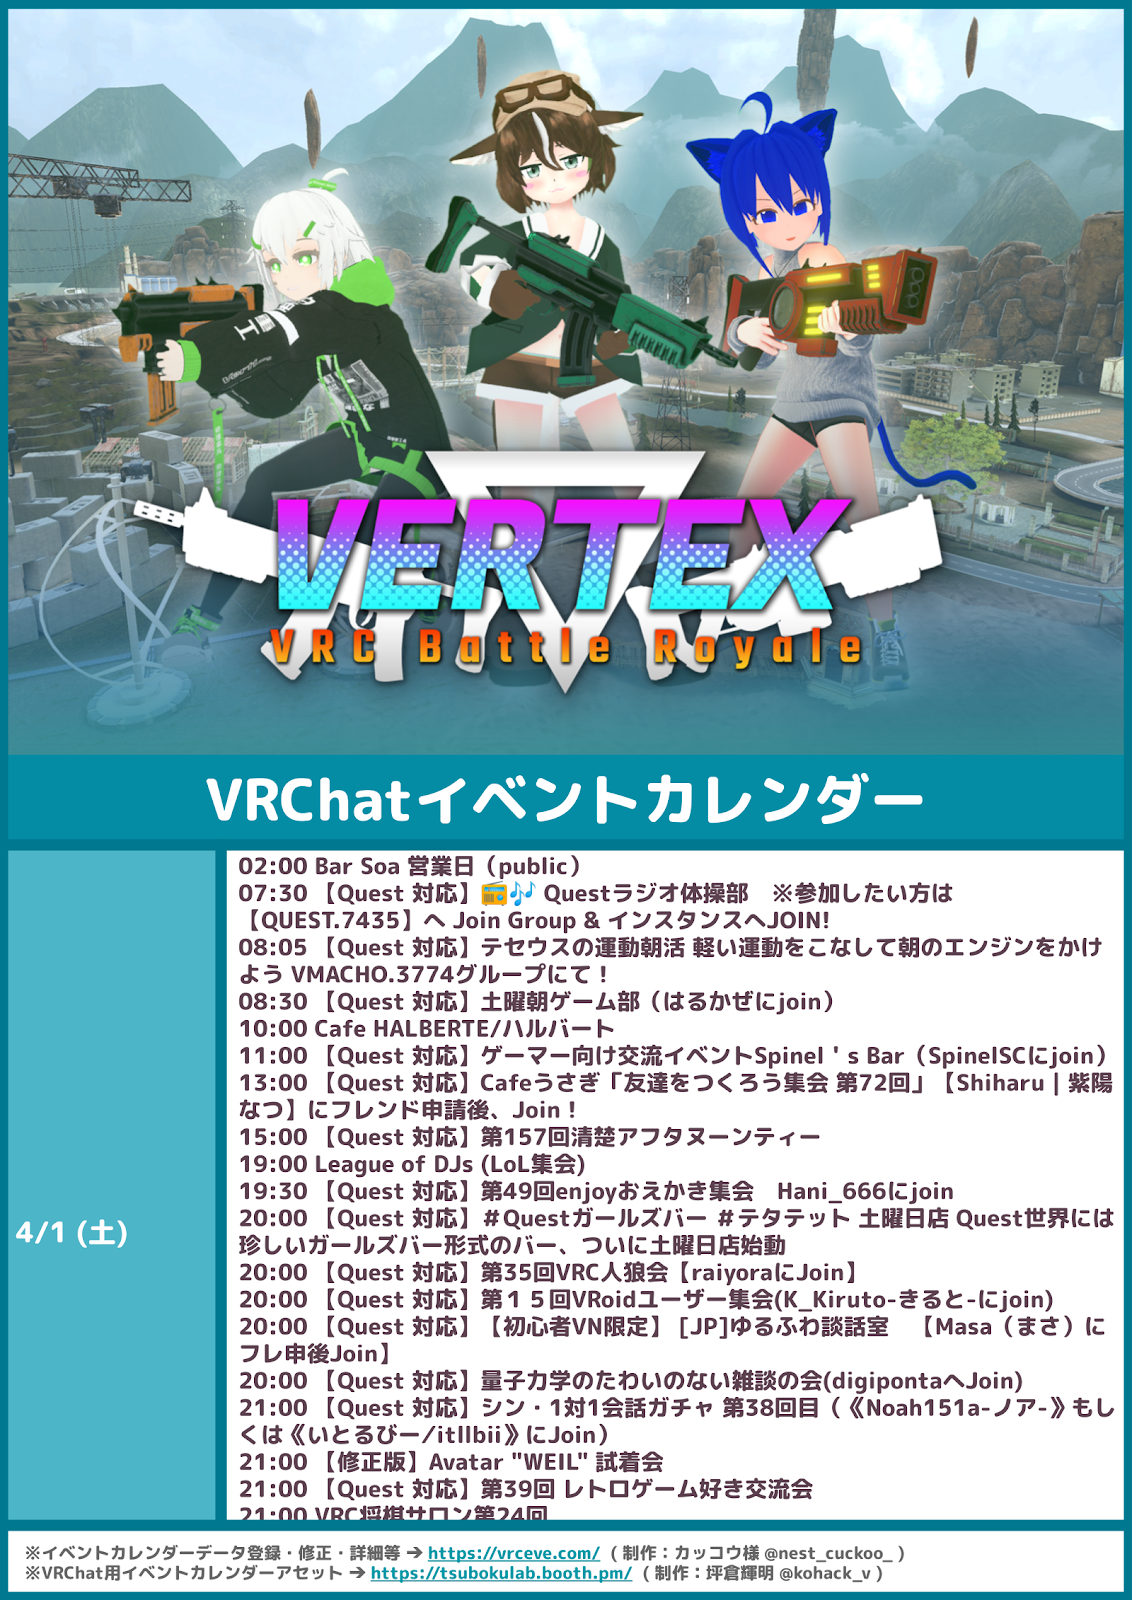 VERTEX
VRC Battle Royale
VRChatイベントカレンダー
4/1 (土)
02:00 Bar Soa 営業日（public）
07:30 【Quest 対応】📻🎶 Questラジオ体操部　※参加したい方は
【QUEST.7435】へ Join Group & インスタンスへJOIN!
08:05 【Quest 対応】テセウスの運動朝活 軽い運動をこなして朝のエンジンをかけ
よう VMACHO.3774グループにて！
08:30 【Quest 対応】土曜朝ゲーム部（はるかぜにjoin）
10:00 Cafe HALBERTE/ハルバート
11:00 【Quest 対応】ゲーマー向け交流イベントSpinel ' s Bar（SpinelSCにjoin）
13:00 【Quest 対応】Cafeうさぎ「友達をつくろう集会 第72回」【Shiharu | 紫陽
なつ】にフレンド申請後、Join！
15:00 【Quest 対応】第157回清楚アフタヌーンティー
19:00 League of DJs (LoL集会)
19:30 【Quest 対応】第49回enjoyおえかき集会　Hani_666にjoin
20:00 【Quest 対応】＃Questガールズバー ＃テタテット 土曜日店 Quest世界には
珍しいガールズバー形式のバー、ついに土曜日店始動
20:00 【Quest 対応】第35回VRC人狼会【raiyoraにJoin】
20:00 【Quest 対応】第１５回VRoidユーザー集会(K_Kiruto-きると-にjoin)
20:00 【Quest 対応】【初心者VN限定】 [JP]ゆるふわ談話室　【Masa（まさ）に
フレ申後Join】
20:00 【Quest 対応】量子力学のたわいのない雑談の会(digipontaへJoin)
21:00 【Quest 対応】シン・1対1会話ガチャ 第38回目（《Noah151a-ノア-》もし
くは《いとるびー/itllbii》にJoin）
21:00 【修正版】Avatar "WEIL" 試着会
21:00 【Quest 対応】第39回 レトロゲーム好き交流会
21:00 VRC将棋サロン第24回
※イベントカレンダーデータ登録・修正・詳細等 ➔ https://vrceve.com/（制作：カッコウ様 @nest_cuckoo_）
※VRChat用イベントカレンダーアセット ➔ https://tsubokulab.booth.pm/（制作：坪倉輝明 @kohack_v）